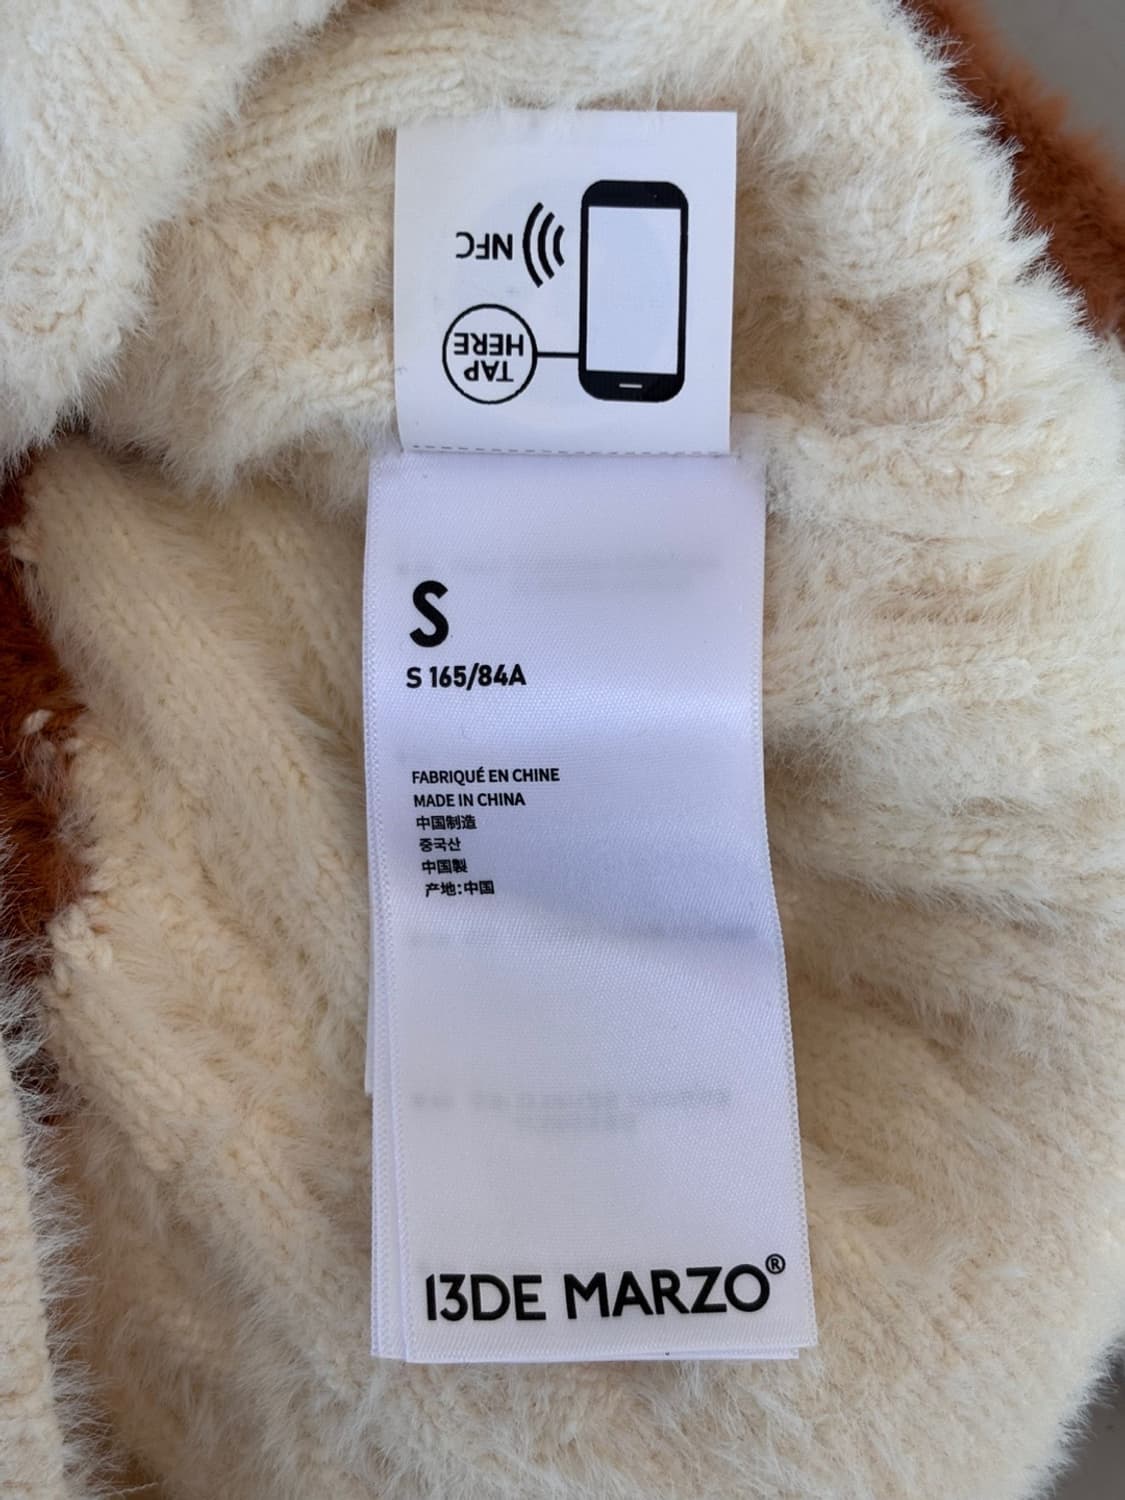 NFC
TAP
HERE
S
S 165/84A
FABRIQUÉ EN CHINE
MADE IN CHINA
中国制造
중국산
中国製
产地:中国
13DE MARZO®